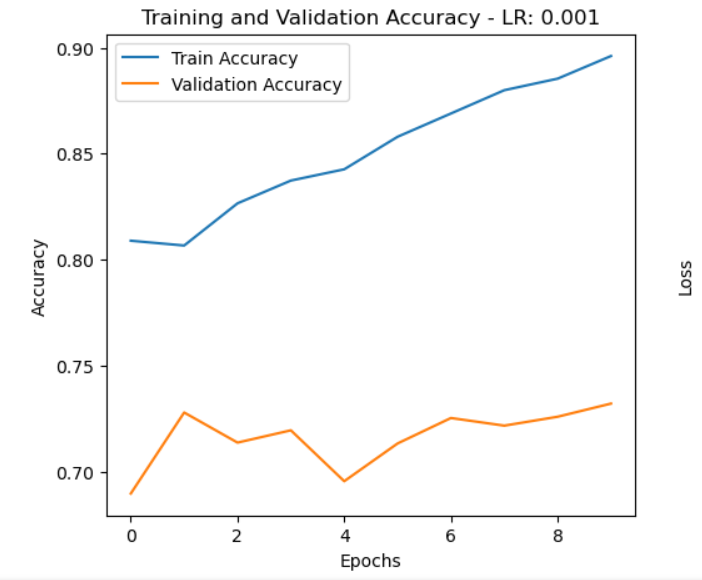 Training and Validation Accuracy - LR: 0.001
Train Accuracy
Validation Accuracy
0.90
0.85
0.80
0.75
0.70
Accuracy
0 2 4 6 8
Epochs
Loss